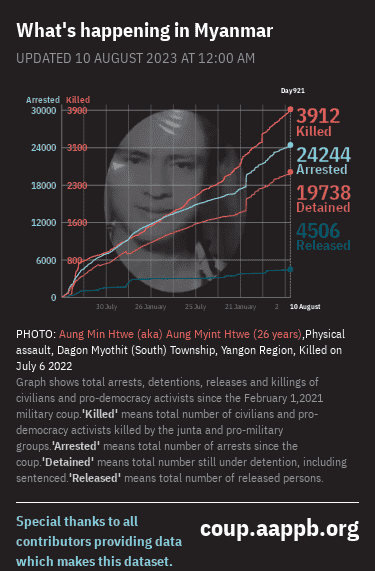 What's happening in Myanmar
UPDATED 10 AUGUST 2023 AT 12:00 AM
Day921
Arrested Killed
30000 3900
24000 3100
18000 2300
12000 1600
6000 800
0
3912
Killed
24244
Arrested
19738
Detained
4506
Released
30 July 26 January 25 July 21 January 2 10 August
PHOTO: Aung Min Htwe (aka) Aung Myint Htwe (26 years),Physical
assault, Dagon Myothit (South) Township, Yangon Region, Killed on
July 6 2022
Graph shows total arrests, detentions, releases and killings of
civilians and pro-democracy activists since the February 1,2021
military coup.'Killed' means total number of civilians and pro-
democracy activists killed by the junta and pro-military
groups.'Arrested' means total number of arrests since the
coup.'Detained' means total number still under detention, including
sentenced.'Released' means total number of released persons.
Special thanks to all
contributors providing data
which makes this dataset.
coup.aappb.org